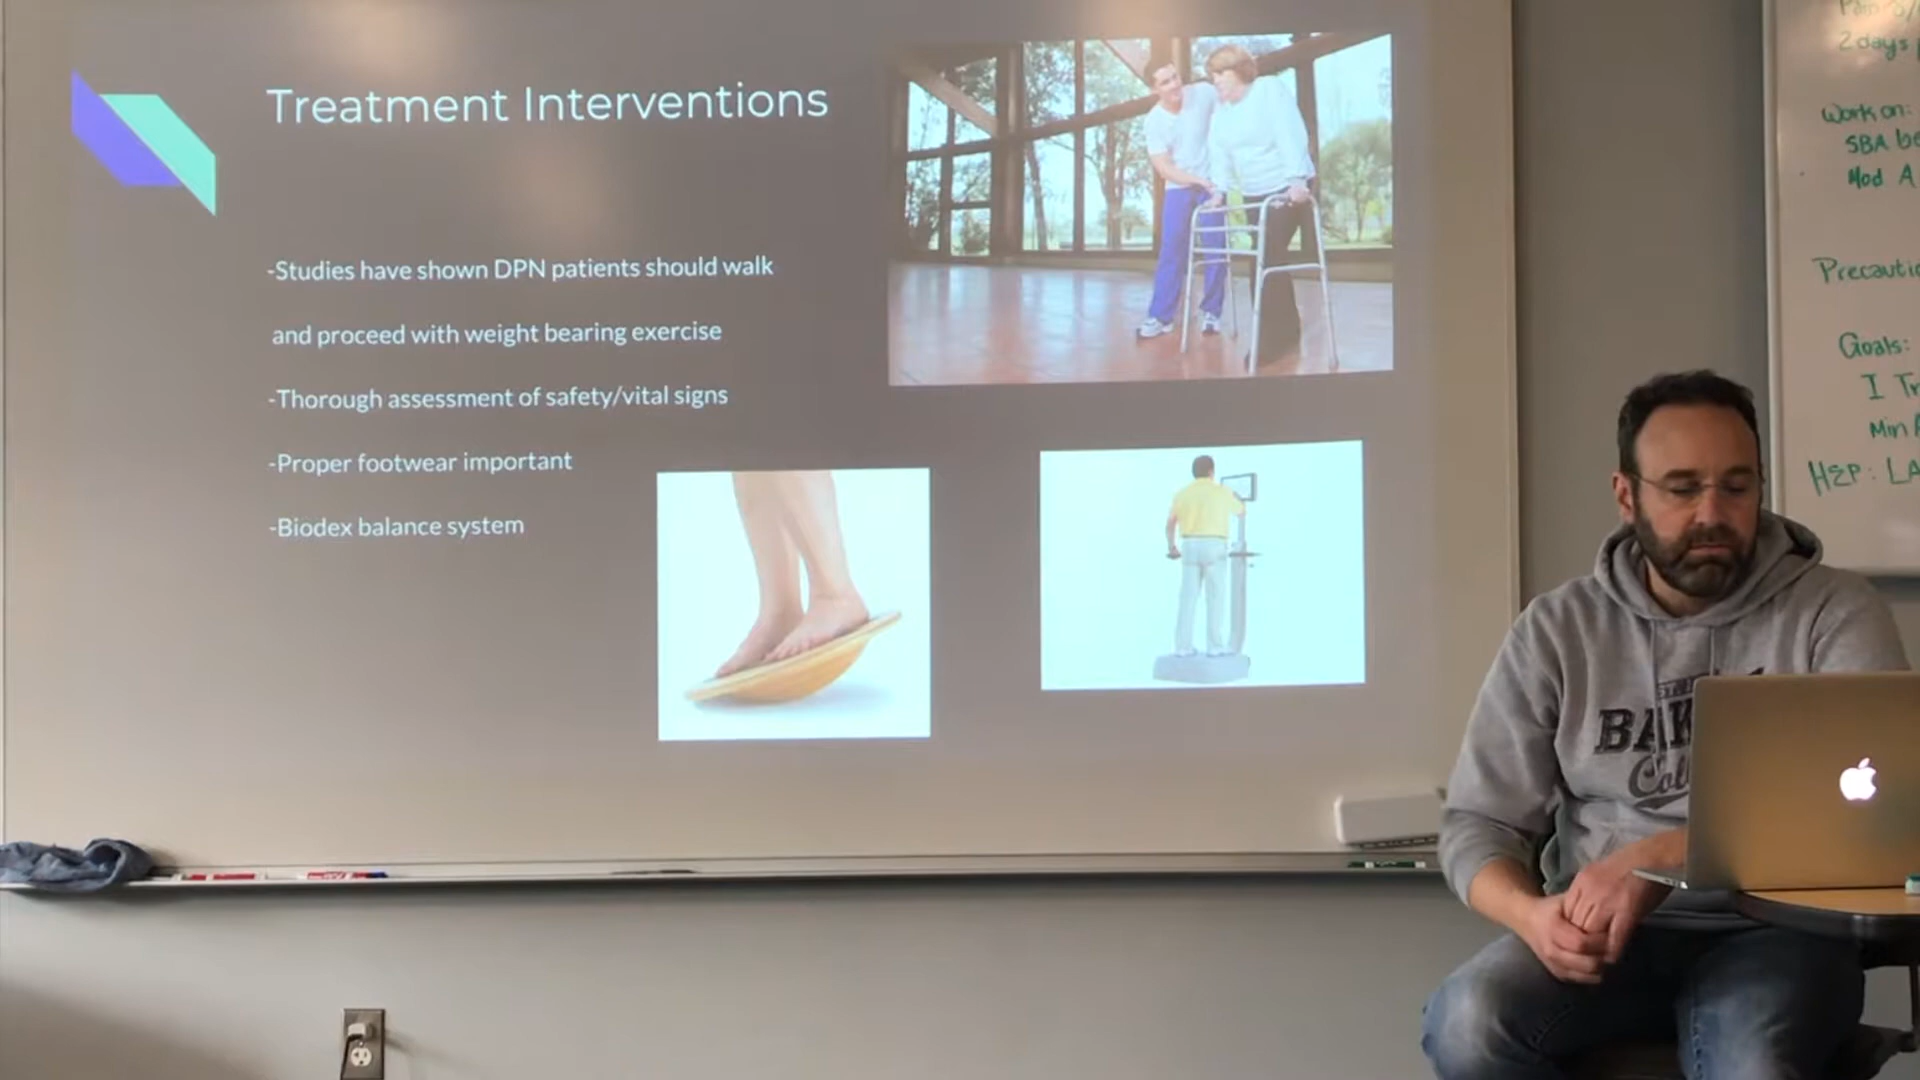 Treatment Interventions
-Studies have shown DPN patients should walk
and proceed with weight bearing exercise
-Thorough assessment of safety/vital signs
-Proper footwear important
-Biodex balance system
2 days
Work on:
SBA
Mod A
Goals:
I
Min
HEP: